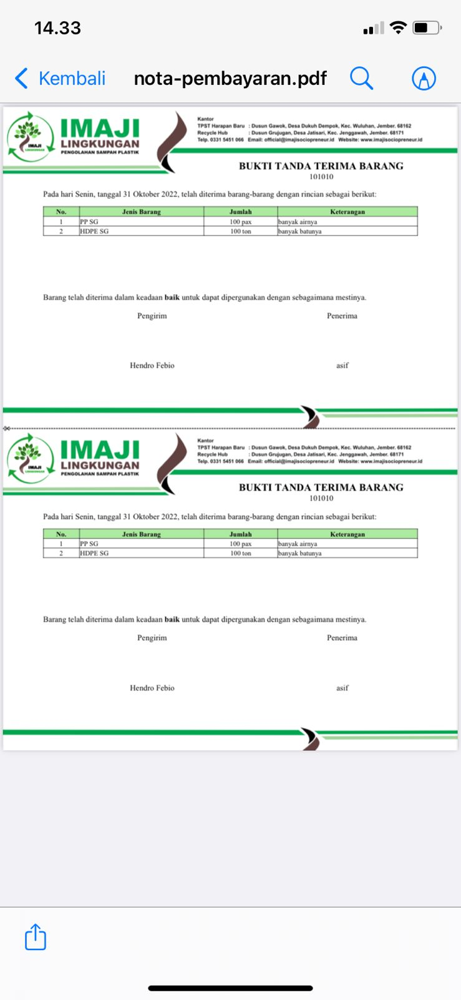 14.33
Kembali
nota-pembayaran.pdf
IMAJI
LINGKUNGAN
IMAJI
LINGKUNGAN
PENGOLAHAN SAMPAH PLASTIK
Kantor
TPST Harapan Baru : Dusun Gawok, Desa Dukuh Dempok, Kec. Wuluhan, Jember. 68162
Recycle Hub : Dusun Grujugan, Desa Jatisari, Kec. Jenggawah, Jember. 68171
Telp. 0331 5451 066 Email: official@imajisociopreneur.id Website: www.imajisociopreneur.id
BUKTI TANDA TERIMA BARANG
101010
Pada hari Senin, tanggal 31 Oktober 2022, telah diterima barang-barang dengan rincian sebagai berikut:
No. Jenis Barang Jumlah Keterangan
1 PP SG 100 pax banyak airnya
2 HDPE SG 100 ton banyak batunya
Barang telah diterima dalam keadaan baik untuk dapat dipergunakan dengan sebagaimana mestinya.
Pengirim Penerima
Hendro Febio asif
IMAJI
LINGKUNGAN
IMAJI
LINGKUNGAN
PENGOLAHAN SAMPAH PLASTIK
Kantor
TPST Harapan Baru : Dusun Gawok, Desa Dukuh Dempok, Kec. Wuluhan, Jember. 68162
Recycle Hub : Dusun Grujugan, Desa Jatisari, Kec. Jenggawah, Jember. 68171
Telp. 0331 5451 066 Email: official@imajisociopreneur.id Website: www.imajisociopreneur.id
BUKTI TANDA TERIMA BARANG
101010
Pada hari Senin, tanggal 31 Oktober 2022, telah diterima barang-barang dengan rincian sebagai berikut:
No. Jenis Barang Jumlah Keterangan
1 PP SG 100 pax banyak airnya
2 HDPE SG 100 ton banyak batunya
Barang telah diterima dalam keadaan baik untuk dapat dipergunakan dengan sebagaimana mestinya.
Pengirim Penerima
Hendro Febio asif